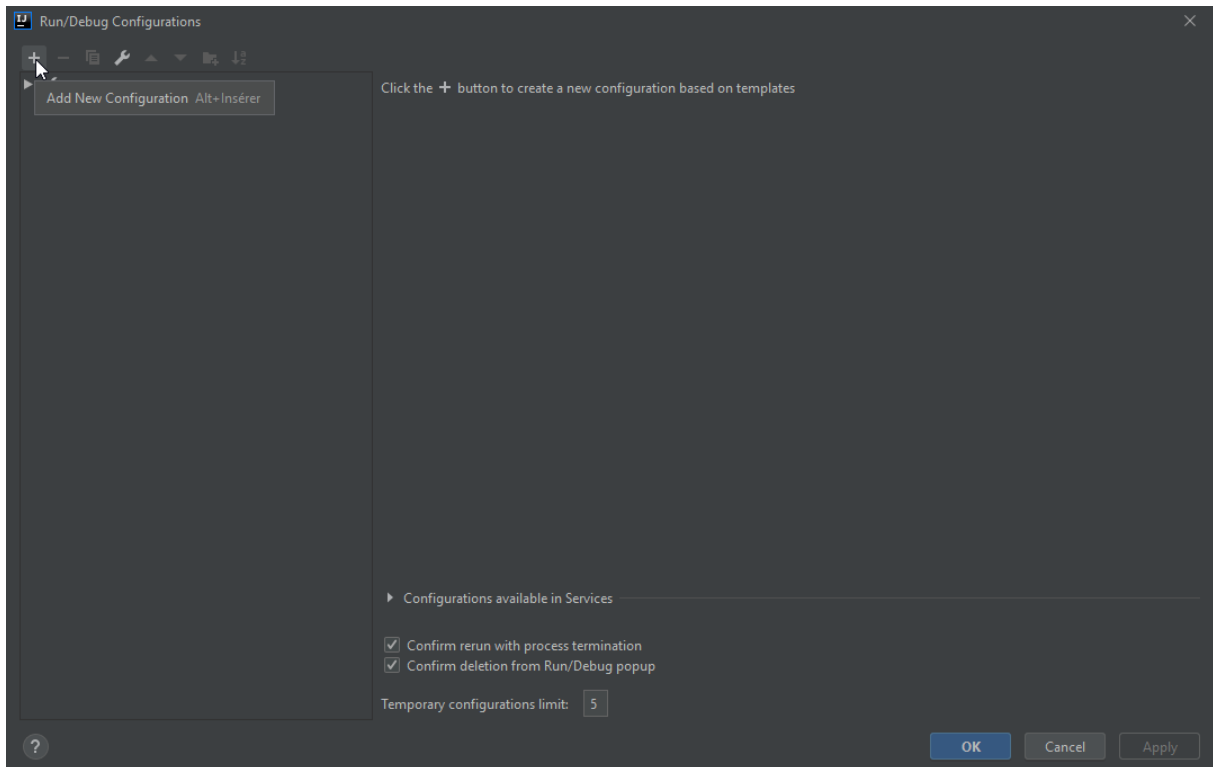 Run/Debug Configurations
Add New Configuration Alt+Insérer
Click the + button to create a new configuration based on templates
Configurations available in Services
Confirm rerun with process termination
Confirm deletion from Run/Debug popup
Temporary configurations limit: 5
? OK Cancel Apply